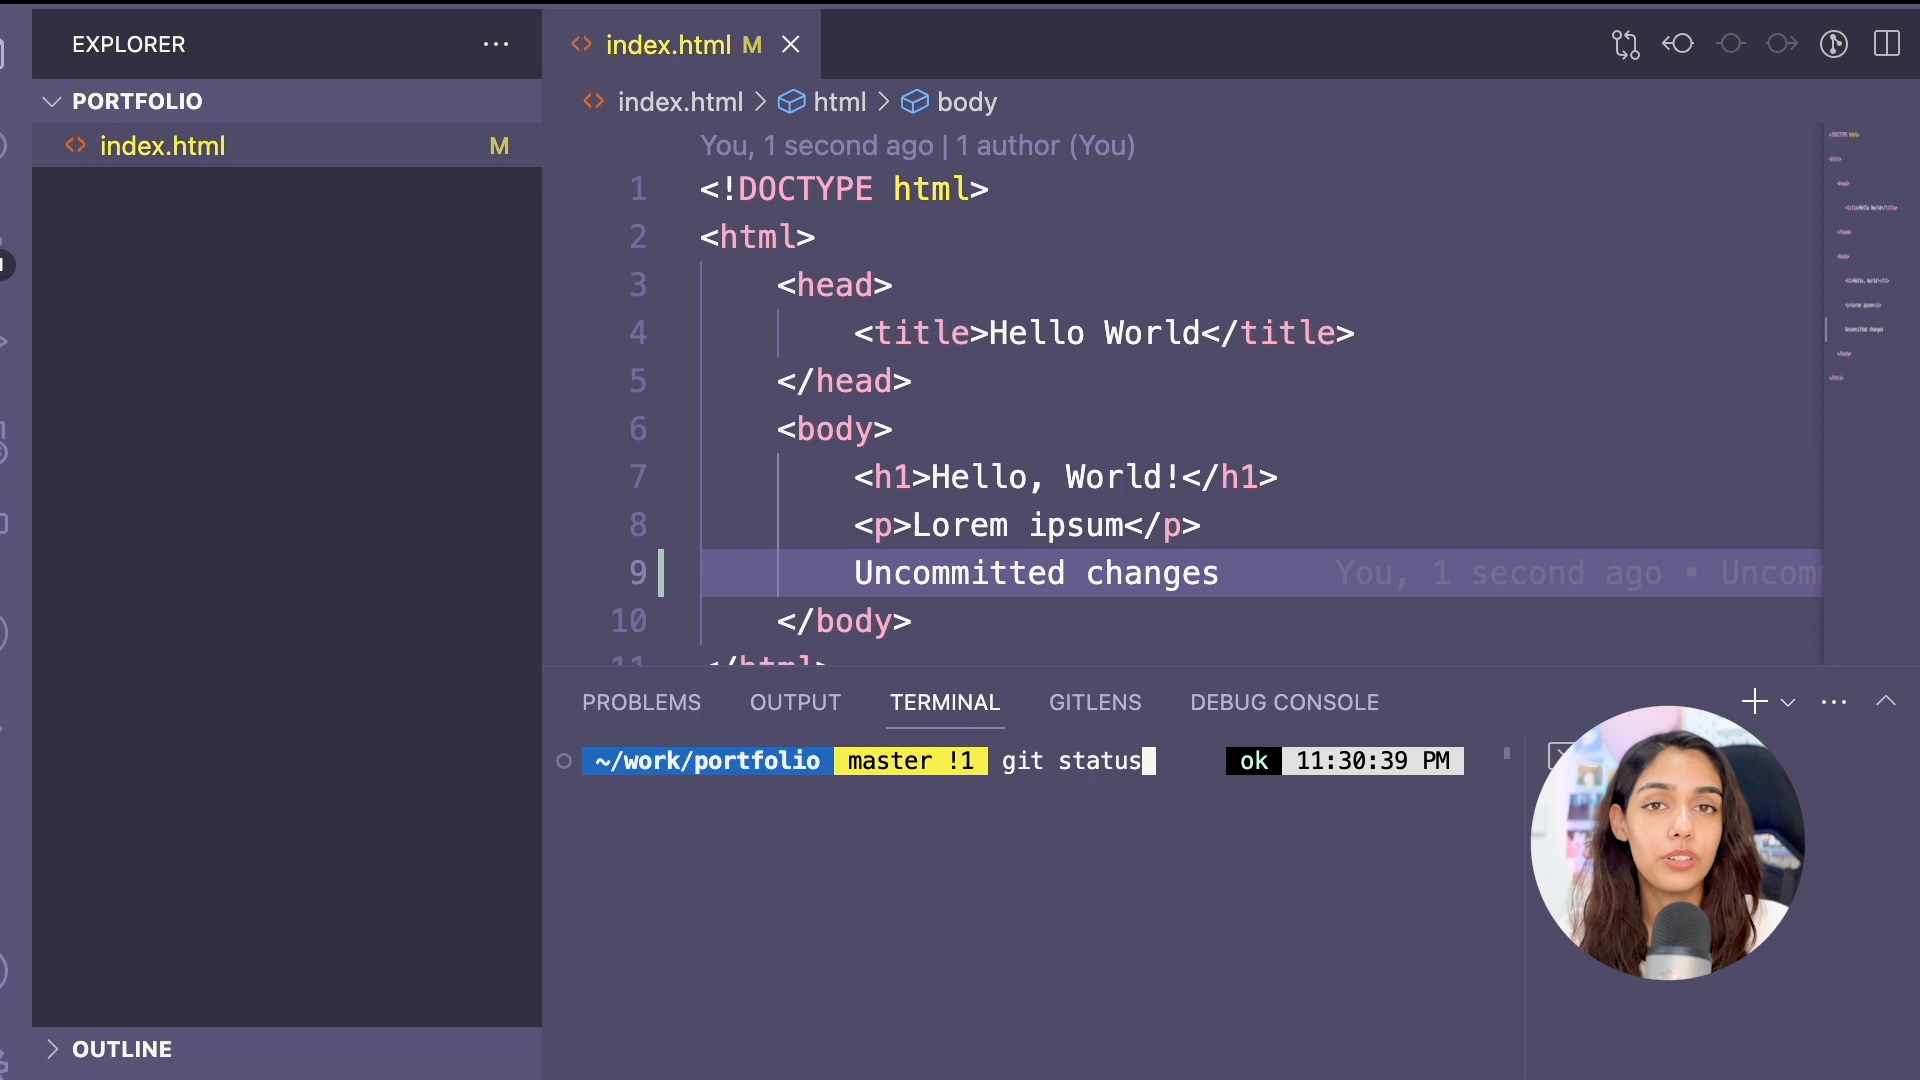 EXPLORER
PORTFOLIO
index.html M
OUTLINE
index.html M
index.html > html > body
You, 1 second ago | 1 author (You)
1 <!DOCTYPE html>
2 <html>
3 <head>
4 <title>Hello World</title>
5 </head>
6 <body>
7 <h1>Hello, World!</h1>
8 <p>Lorem ipsum</p>
9 Uncommitted changes You, 1 second ago •
10 </body>
11 </html>
PROBLEMS OUTPUT TERMINAL GITLENS DEBUG CONSOLE
~/work/portfolio master !1 git status ok 11:30:39 PM